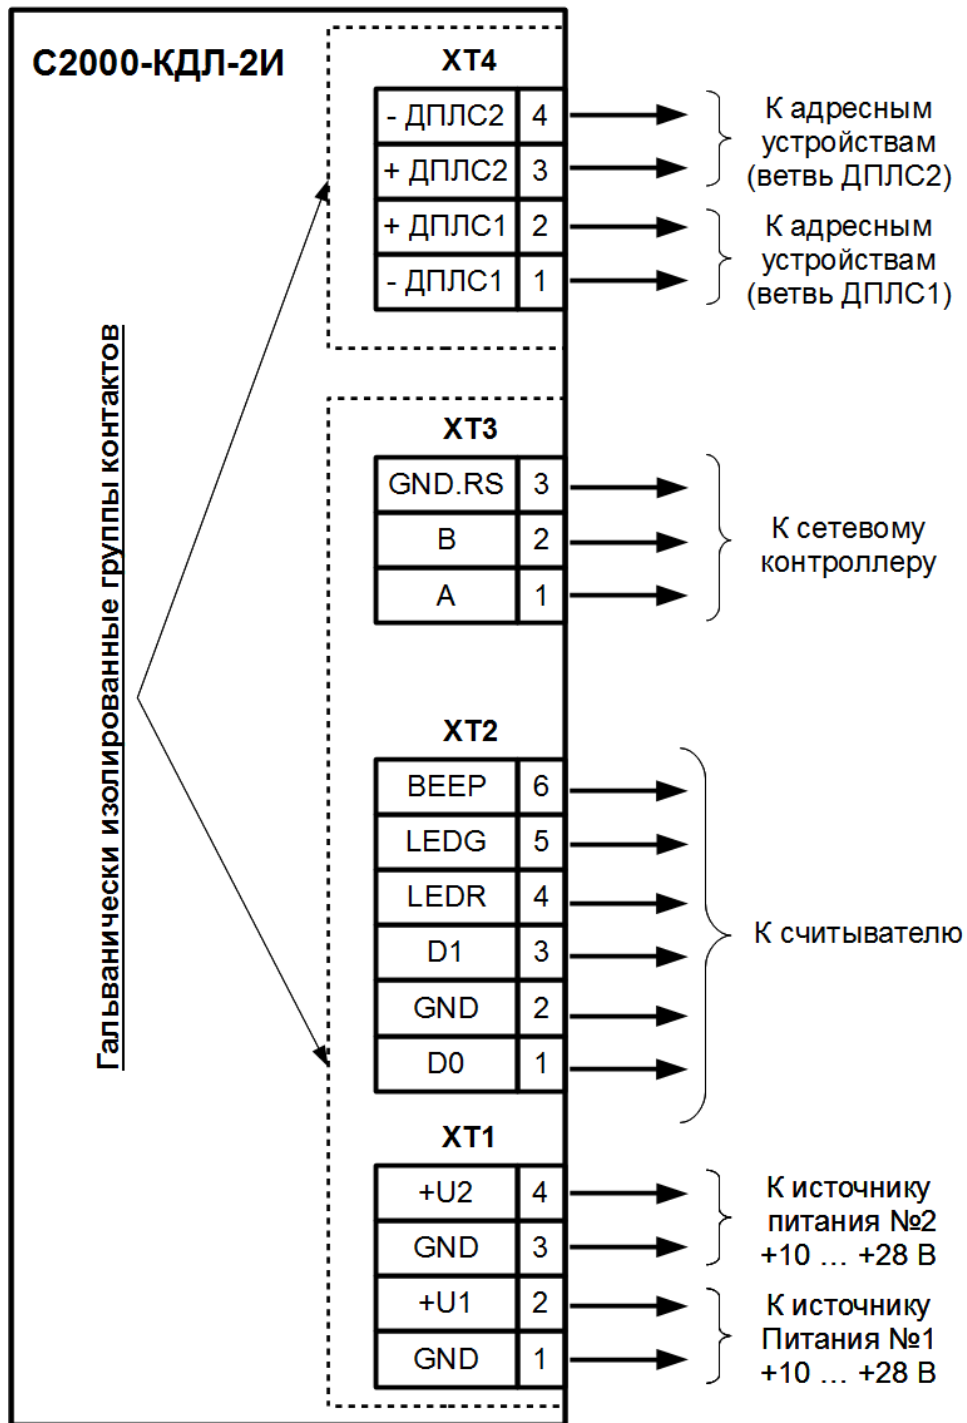 С2000-КДЛ-2И
XT4
- ДПЛС2 4
+ ДПЛС2 3
+ ДПЛС1 2
- ДПЛС1 1
К адресным
устройствам
(ветвь ДПЛС2)
К адресным
устройствам
(ветвь ДПЛС1)
Гальванически изолированные группы контактов
XT3
GND.RS 3
B 2
A 1
К сетевому
контроллеру
XT2
BEEP 6
LEDG 5
LEDR 4
D1 3
GND 2
D0 1
К считывателю
XT1
+U2 4
GND 3
+U1 2
GND 1
К источнику
питания №2
+10 ... +28 В
К источнику
Питания №1
+10 ... +28 В